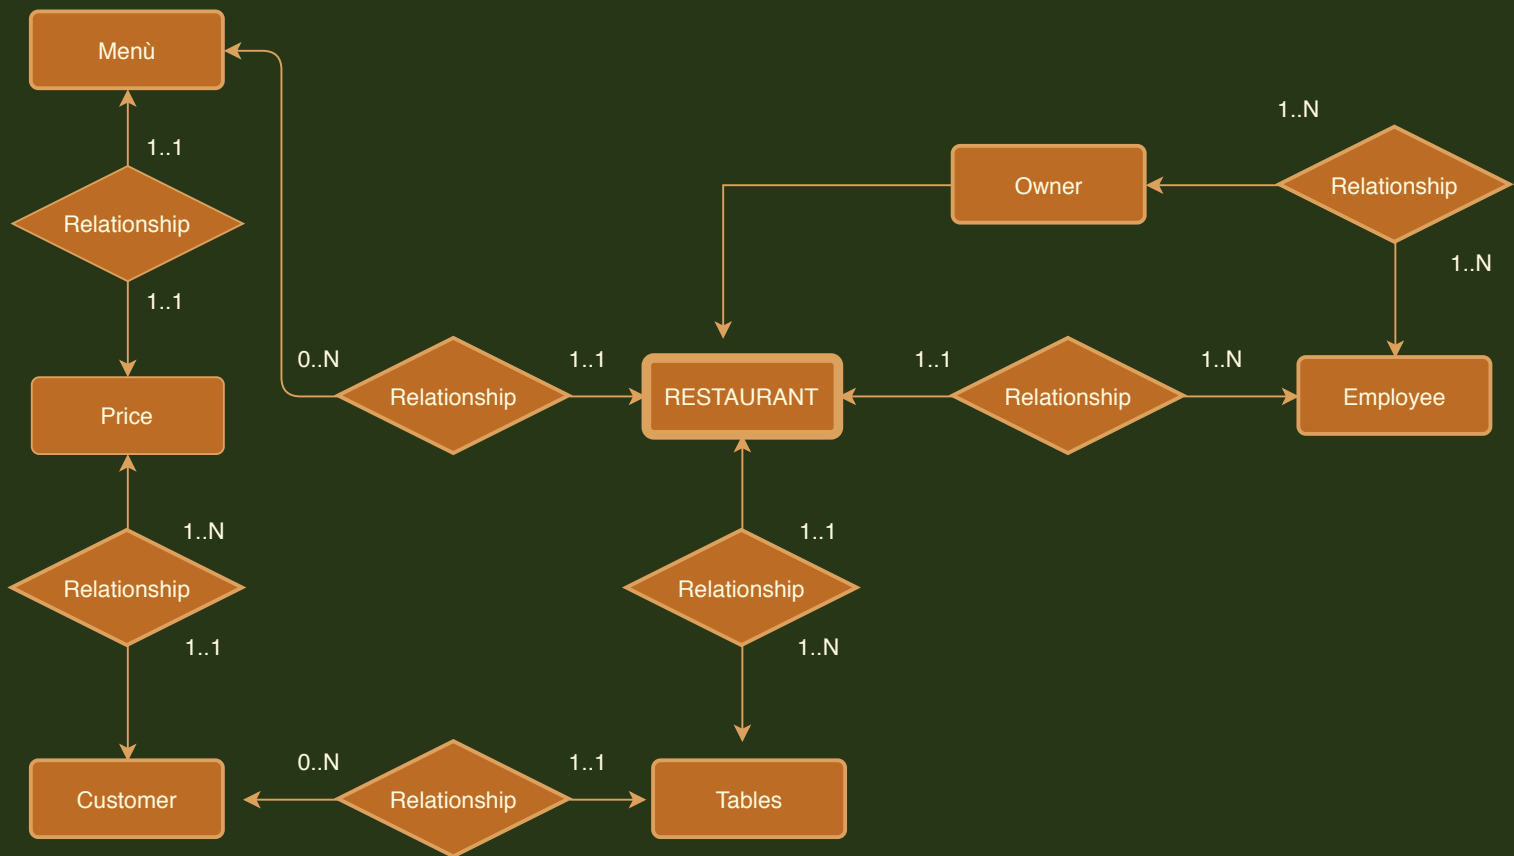 Menù
1..1
Relationship
1..1
Price
1..N
Relationship
1..1
Customer
0..N
Relationship
1..1
RESTAURANT
1..1
Relationship
1..N
Employee
Owner
1..N
Relationship
1..N
1..1
Relationship
1..N
0..N
Relationship
1..1
Tables